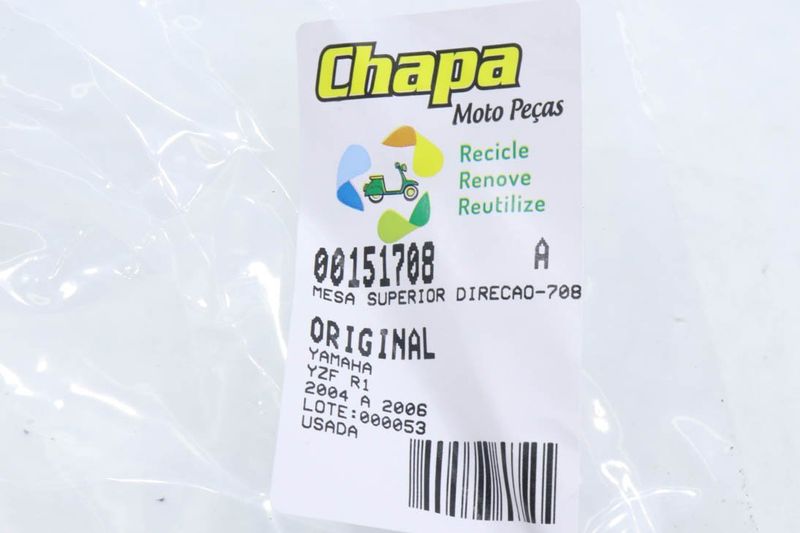 Chapa
Moto Peças
Recicle
Renove
Reutilize
00151708 A
MESA SUPERIOR DIRECAO-708
ORIGINAL
YAMAHA
YZF R1
2004 A 2006
LOTE:000053
USADA